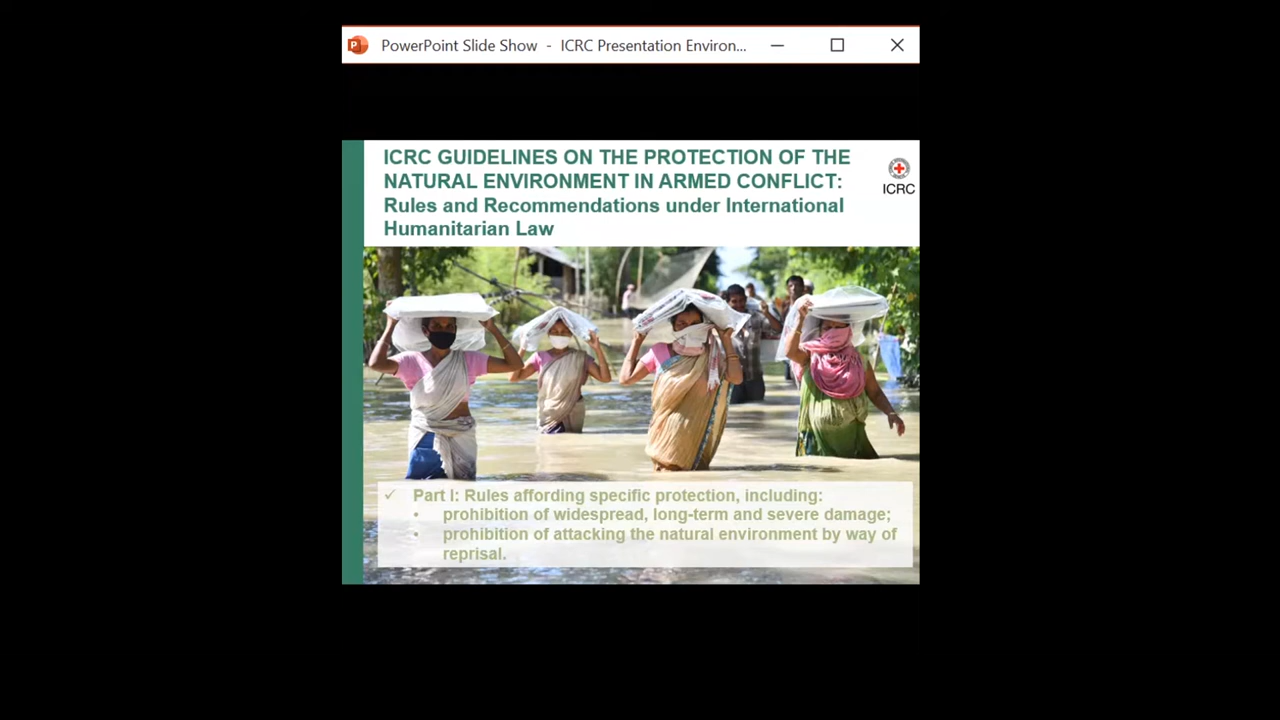 PowerPoint Slide Show - ICRC Presentation Environ...
ICRC GUIDELINES ON THE PROTECTION OF THE
NATURAL ENVIRONMENT IN ARMED CONFLICT:
Rules and Recommendations under International
Humanitarian Law
ICRC
✓ Part I: Rules affording specific protection, including:
• prohibition of widespread, long-term and severe damage;
• prohibition of attacking the natural environment by way of
reprisal.